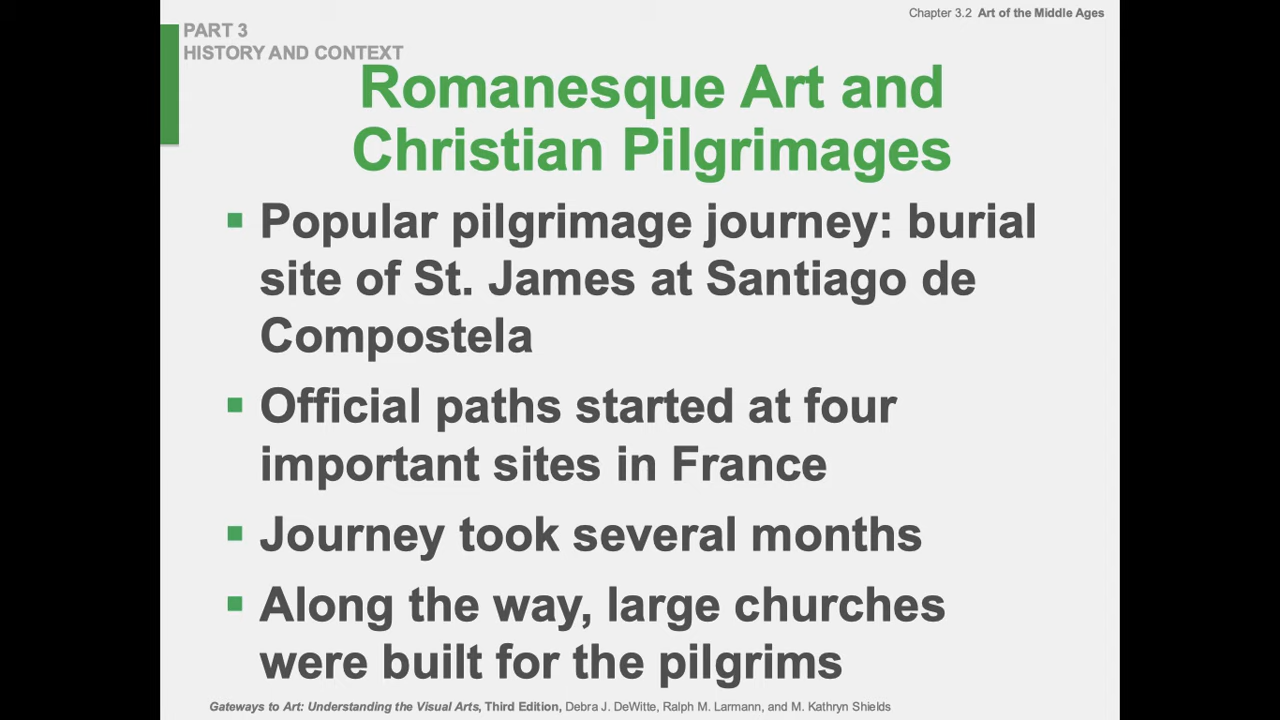 Chapter 3.2 Art of the Middle Ages
PART 3
HISTORY AND CONTEXT
Romanesque Art and
Christian Pilgrimages
▪ Popular pilgrimage journey: burial
site of St. James at Santiago de
Compostela
▪ Official paths started at four
important sites in France
▪ Journey took several months
▪ Along the way, large churches
were built for the pilgrims
Gateways to Art: Understanding the Visual Arts, Third Edition, Debra J. DeWitte, Ralph M. Larmann, and M. Kathryn Shields